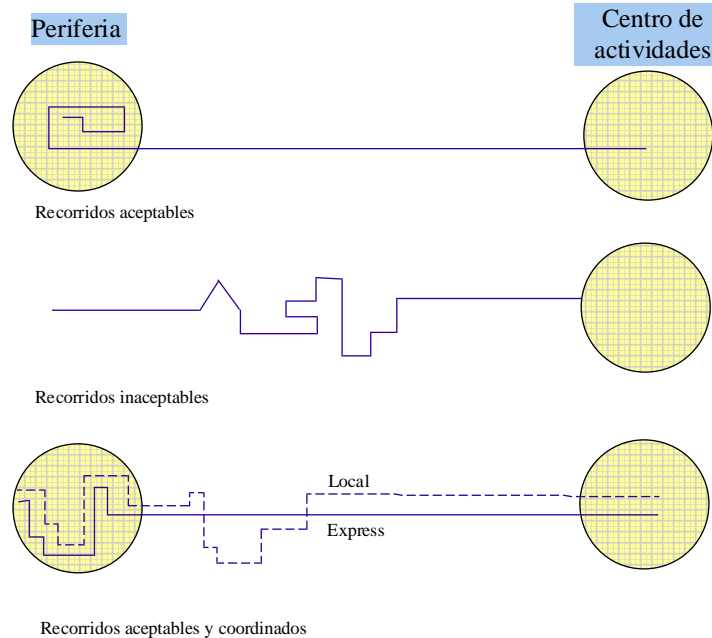 Periferia
Centro de
actividades
Recorridos aceptables
Recorridos inaceptables
Local
Express
Recorridos aceptables y coordinados